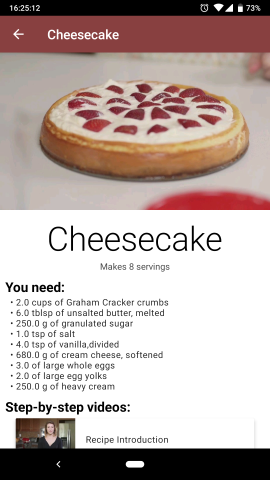 16:25:12
73%
Cheesecake
Cheesecake
Makes 8 servings
You need:
• 2.0 cups of Graham Cracker crumbs
• 6.0 tblsp of unsalted butter, melted
• 250.0 g of granulated sugar
• 1.0 tsp of salt
• 4.0 tsp of vanilla,divided
• 680.0 g of cream cheese, softened
• 3.0 of large whole eggs
• 2.0 of large egg yolks
• 250.0 g of heavy cream
Step-by-step videos:
Recipe Introduction